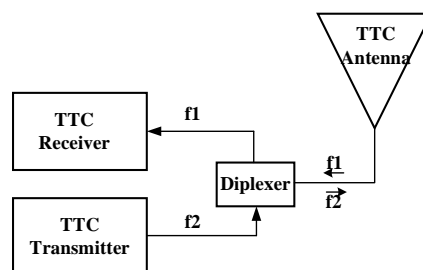 TTC
Antenna
TTC
Receiver
f1
Diplexer
f1
f2
TTC
Transmitter
f2